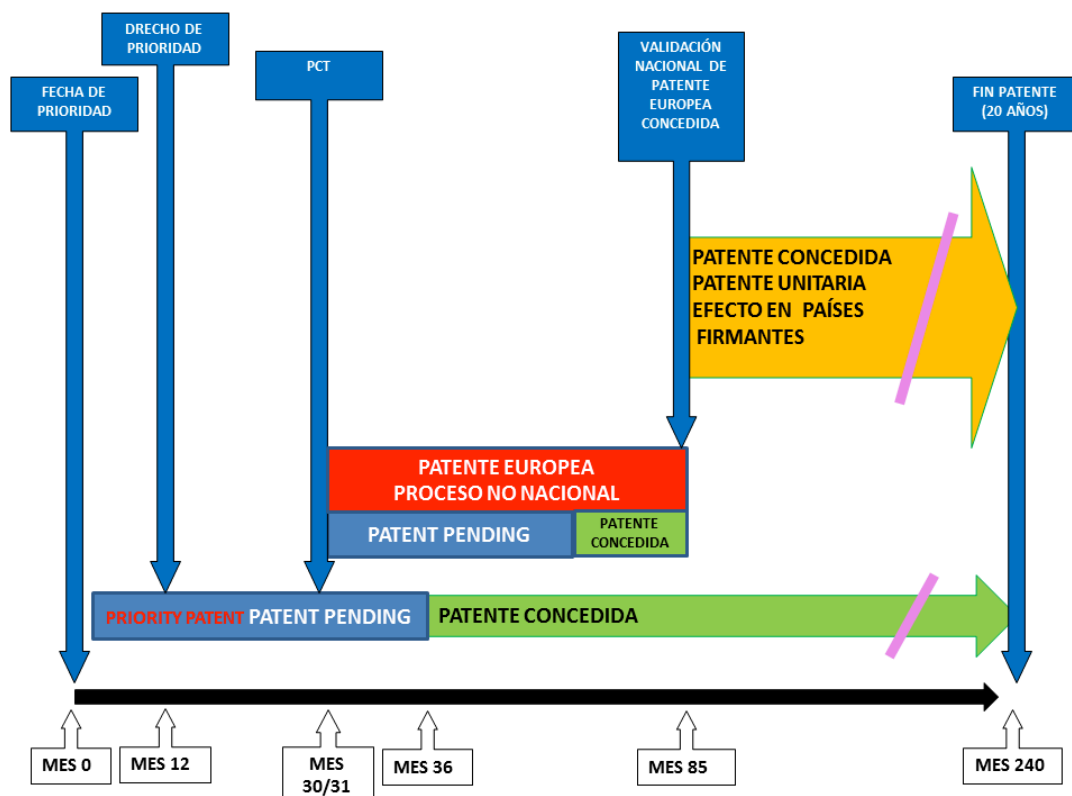 DRECHO DE
PRIORIDAD
FECHA DE
PRIORIDAD
PCT
VALIDACIÓN
NACIONAL DE
PATENTE
EUROPEA
CONCEDIDA
FIN PATENTE
(20 AÑOS)
PATENTE CONCEDIDA
PATENTE UNITARIA
EFECTO EN PAÍSES
FIRMANTES
PATENTE EUROPEA
PROCESO NO NACIONAL
PATENT PENDING
PATENTE
CONCEDIDA
PRIORITY PATENT PATENT PENDING
PATENTE CONCEDIDA
MES 0
MES 12
MES
30/31
MES 36
MES 85
MES 240